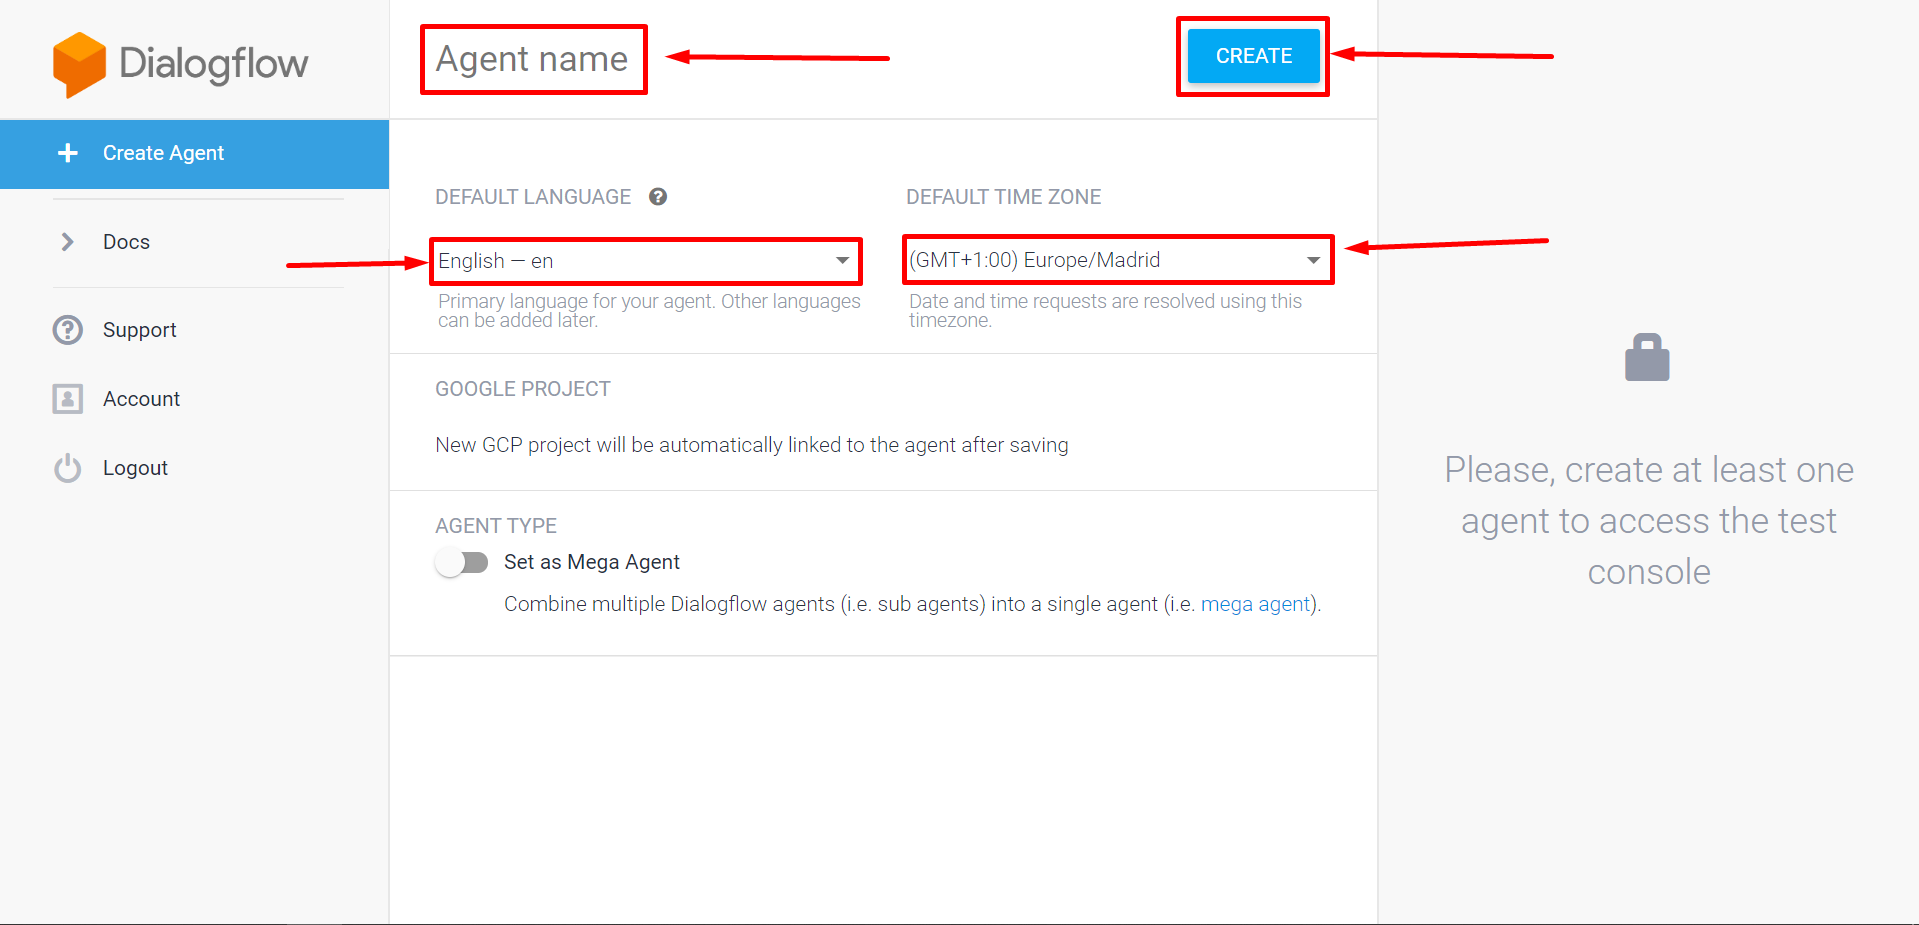 Dialogflow
Agent name
CREATE
Create Agent
Docs
Support
Account
Logout
DEFAULT LANGUAGE
English — en
Primary language for your agent. Other languages
can be added later.
DEFAULT TIME ZONE
(GMT+1:00) Europe/Madrid
Date and time requests are resolved using this
timezone.
GOOGLE PROJECT
New GCP project will be automatically linked to the agent after saving
AGENT TYPE
Set as Mega Agent
Combine multiple Dialogflow agents (i.e. sub agents) into a single agent (i.e. mega agent).
Please, create at least one
agent to access the test
console